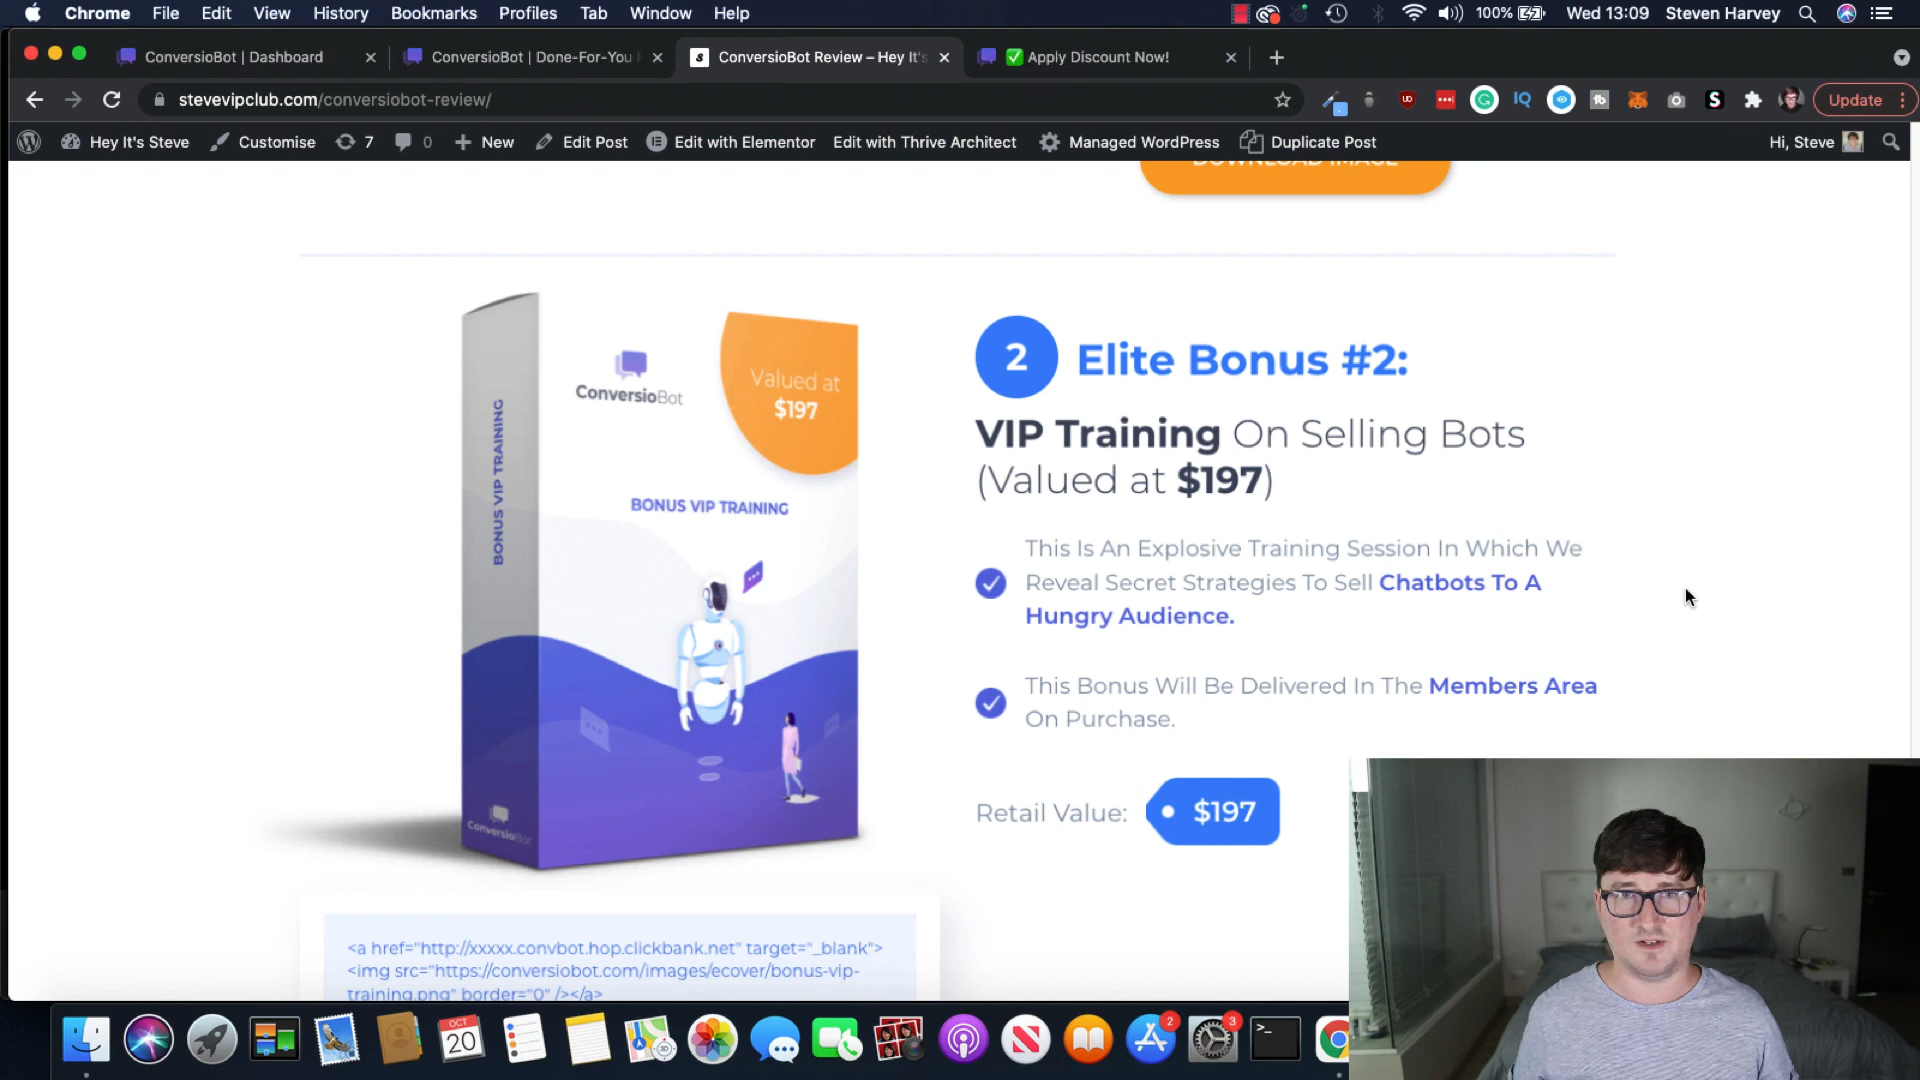 Chrome File Edit View History Bookmarks Profiles Tab Window Help 100% Wed 13:09 Steven Harvey
ConversioBot | Dashboard ConversioBot | Done-For-You ConversioBot Review – Hey It's Apply Discount Now!
stevevipclub.com/conversiobot-review/ Update
Hey It's Steve Customise 7 0 New Edit Post Edit with Elementor Edit with Thrive Architect Managed WordPress Duplicate Post Hi, Steve
DOWNLOAD IMAGE
ConversioBot
Valued at
$197
BONUS VIP TRAINING
BONUS VIP TRAINING
ConversioBot
2 Elite Bonus #2:
VIP Training On Selling Bots
(Valued at $197)
This Is An Explosive Training Session In Which We
Reveal Secret Strategies To Sell Chatbots To A
Hungry Audience.
This Bonus Will Be Delivered In The Members Area
On Purchase.
Retail Value: $197
<a href="http://xxxxx.convbot.hop.clickbank.net" target="_blank">
<img src="https://conversiobot.com/images/ecover/bonus-vip-
training.png" border="0" /></a>
OCT
20
2
3